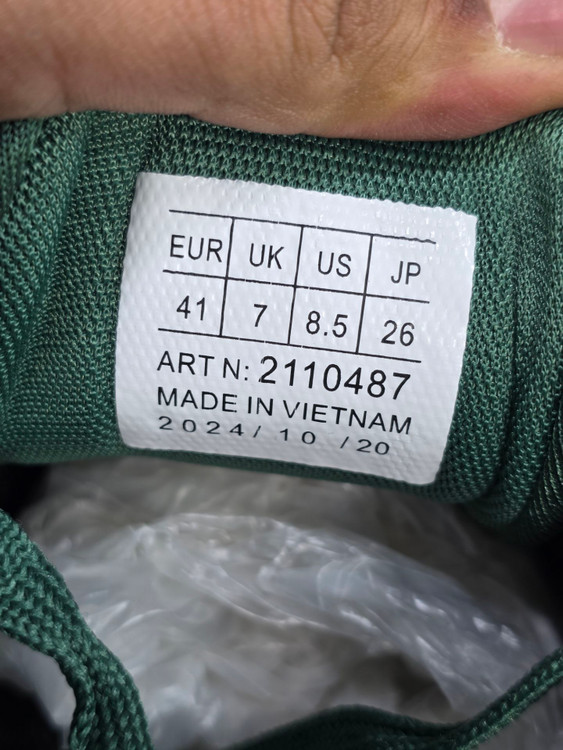 EUR UK US JP
41 7 8.5 26
ART N: 2110487
MADE IN VIETNAM
2024/ 10 /20